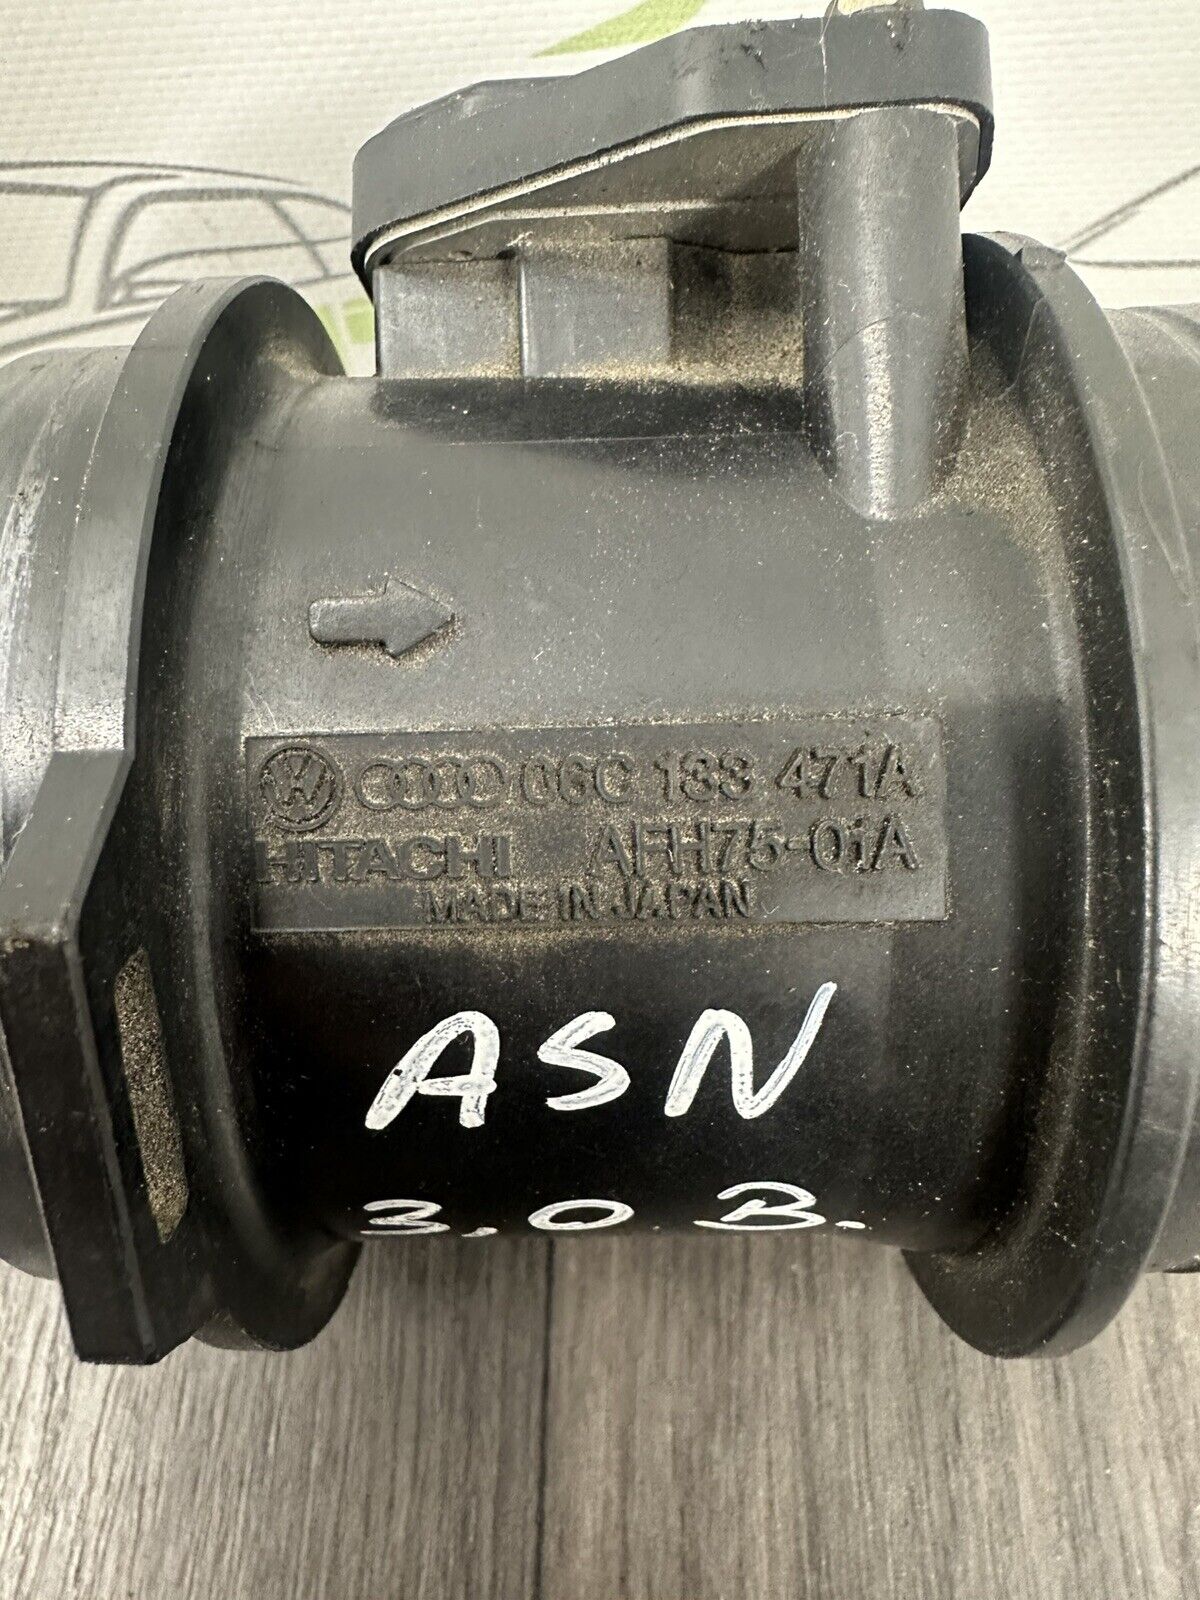 06C 133 471A
HITACHI AFH75-01A
MADE IN JAPAN
ASN
3,0 B.